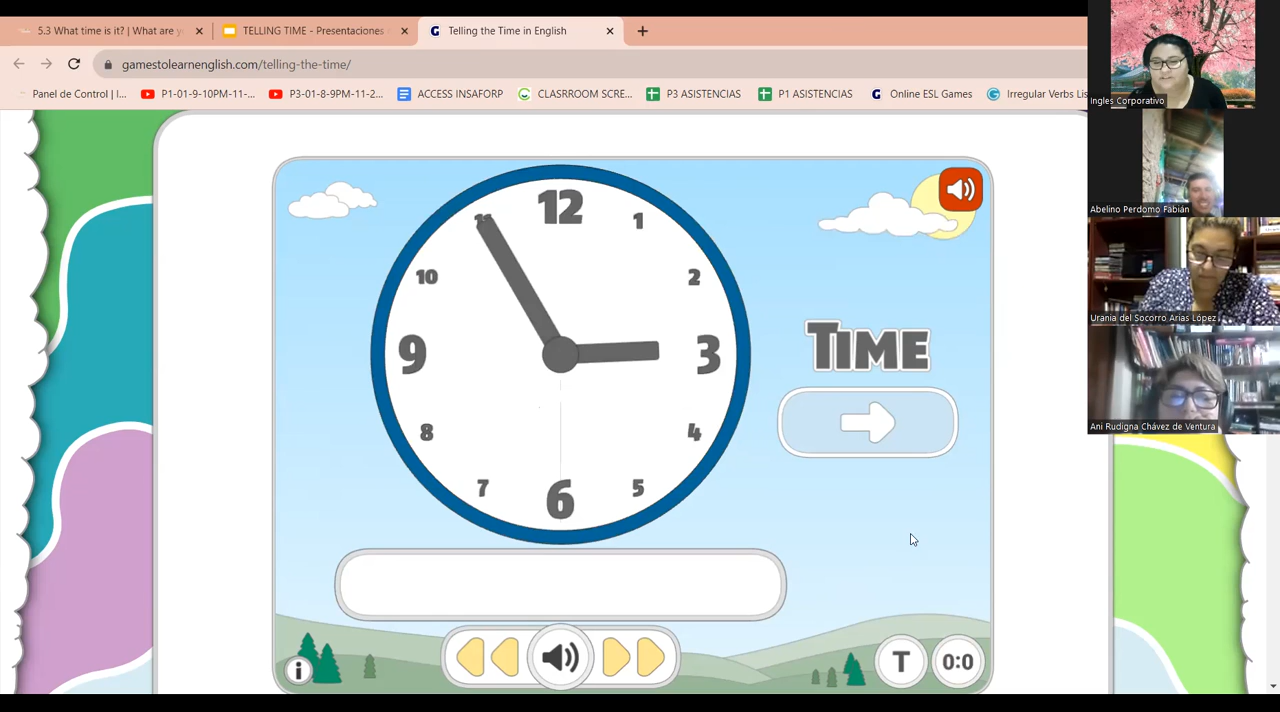 5.3 What time is it? | What are y
TELLING TIME - Presentaciones
G Telling the Time in English
gamestolearnenglish.com/telling-the-time/
Panel de Control | I...
P1-01-9-10PM-11-...
P3-01-8-9PM-11-2...
ACCESS INSAFORP
CLASRROOM SCRE...
P3 ASISTENCIAS
P1 ASISTENCIAS
G Online ESL Games
G Irregular Verbs Lis
Ingles Corporativo
Abelino Perdomo Fabián
Urania del Socorro Arias López
Ani Rudigna Chávez de Ventura
12
1
2
3
4
5
6
7
8
9
10
TIME
i
T
0:0